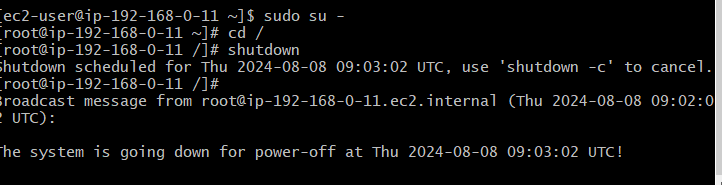 [ec2-user@ip-192-168-0-11 ~]$ sudo su -
[root@ip-192-168-0-11 ~]# cd /
[root@ip-192-168-0-11 /]# shutdown
Shutdown scheduled for Thu 2024-08-08 09:03:02 UTC, use 'shutdown -c' to cancel.
[root@ip-192-168-0-11 /]#
Broadcast message from root@ip-192-168-0-11.ec2.internal (Thu 2024-08-08 09:02:0
2 UTC):
The system is going down for power-off at Thu 2024-08-08 09:03:02 UTC!